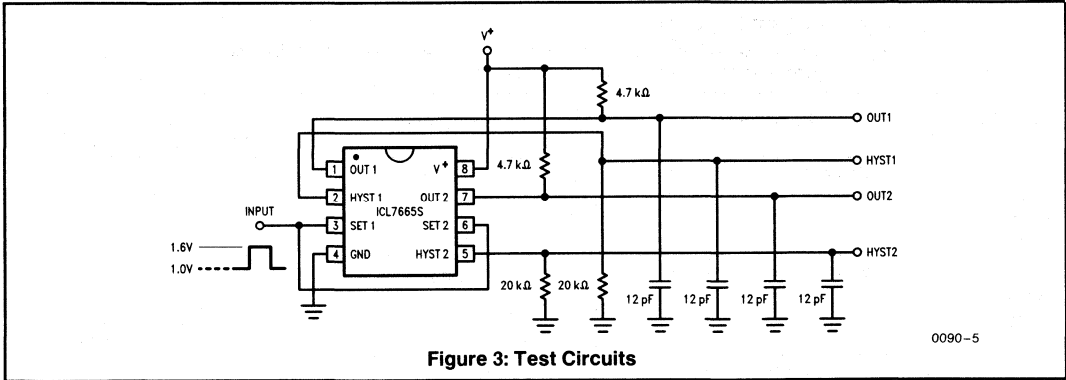 V+
4.7 kΩ
OUT1
HYST1
4.7 kΩ
1 OUT 1 V+ 8
OUT2
2 HYST 1 OUT 2 7
ICL7665S
INPUT
3 SET 1 SET 2 6
1.6V
HYST2
4 GND HYST 2 5
1.0V
20 kΩ 20 kΩ
12 pF 12 pF 12 pF 12 pF
0090-5
Figure 3: Test Circuits